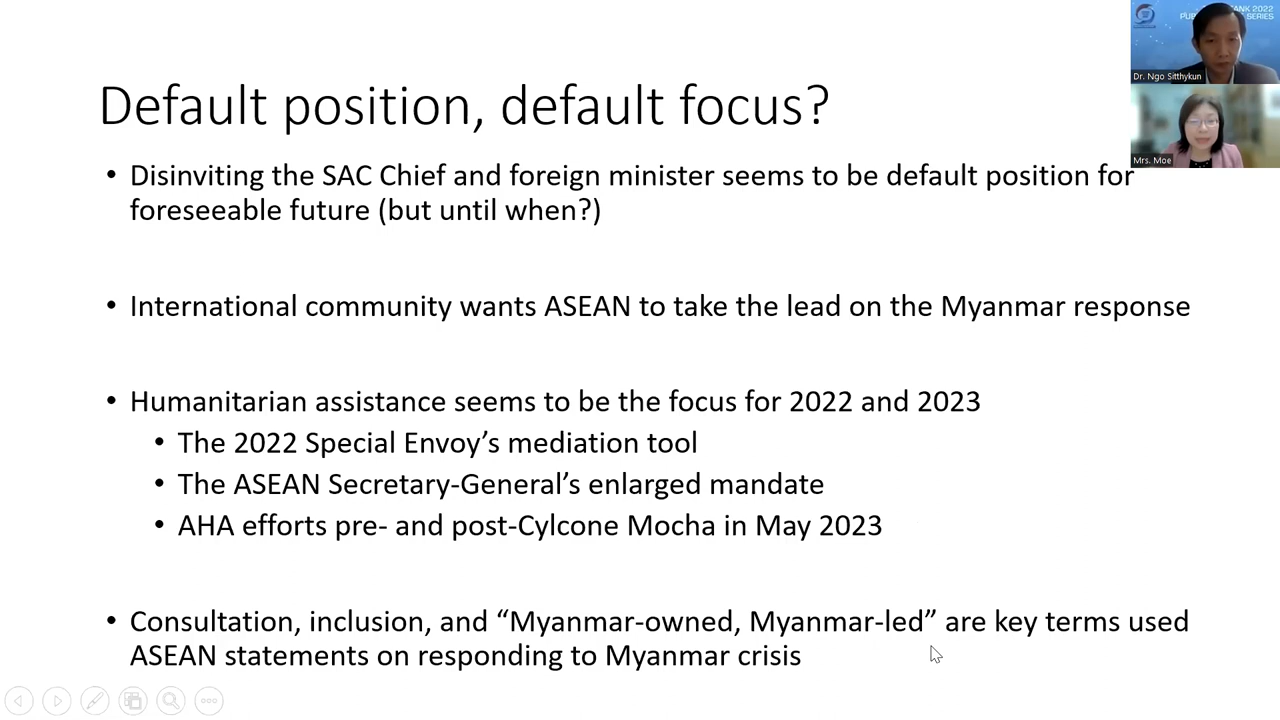 TANK 2022
PUB SERIES
Dr. Ngo Sitthykun
Mrs. Moe
Default position, default focus?
• Disinviting the SAC Chief and foreign minister seems to be default position for
foreseeable future (but until when?)
• International community wants ASEAN to take the lead on the Myanmar response
• Humanitarian assistance seems to be the focus for 2022 and 2023
• The 2022 Special Envoy’s mediation tool
• The ASEAN Secretary-General’s enlarged mandate
• AHA efforts pre- and post-Cylcone Mocha in May 2023
• Consultation, inclusion, and “Myanmar-owned, Myanmar-led” are key terms used
ASEAN statements on responding to Myanmar crisis